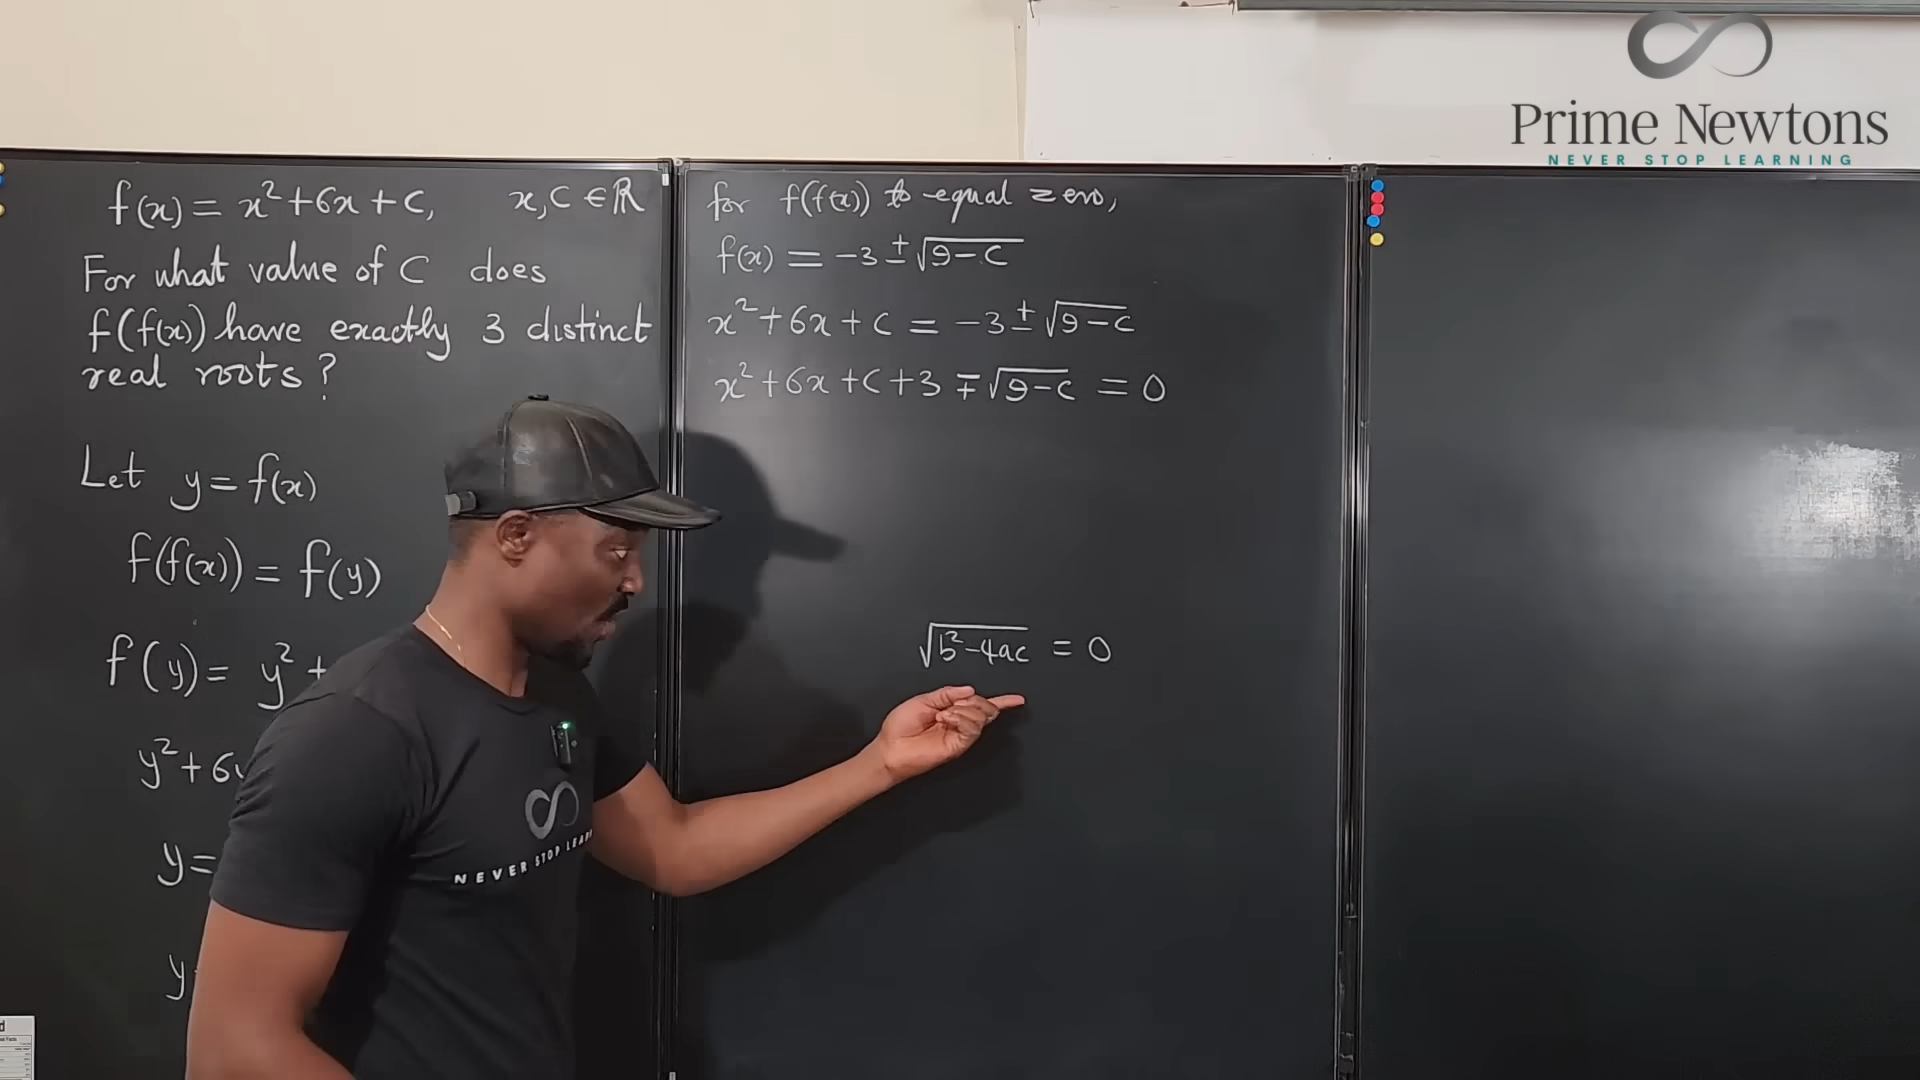 Prime Newtons
NEVER STOP LEARNING
f(x) = x²+6x+C, x,C ∈ ℝ
For what value of C does
f(f(x)) have exactly 3 distinct
real roots?
Let y = f(x)
f(f(x)) = f(y)
f(y) = y² +
y² + 6
y =
y
for f(f(x)) to equal zero,
f(x) = -3 ± √(9-C)
x²+6x+C = -3 ± √(9-C)
x²+6x+C+3 ∓ √(9-C) = 0
√(b²-4ac) = 0
NEVER STOP LEAR